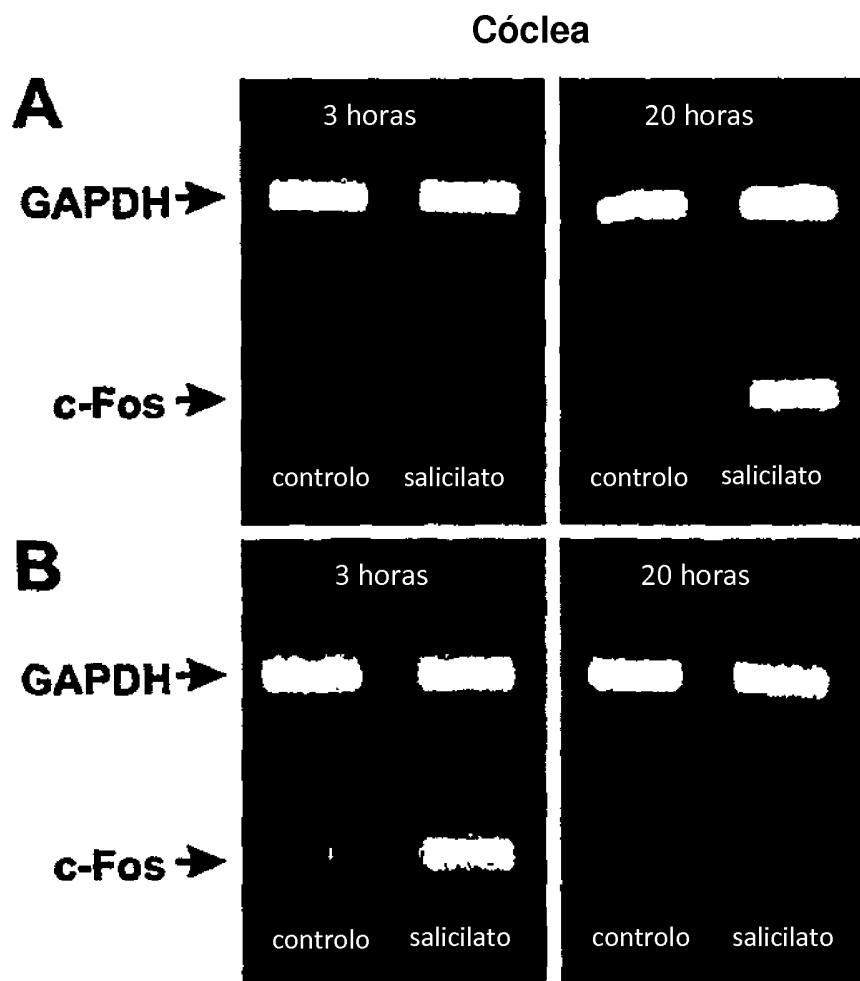 Cóclea
A
3 horas
20 horas
GAPDH
c-Fos
controlo salicilato
controlo salicilato
B
3 horas
20 horas
GAPDH
c-Fos
controlo salicilato
controlo salicilato